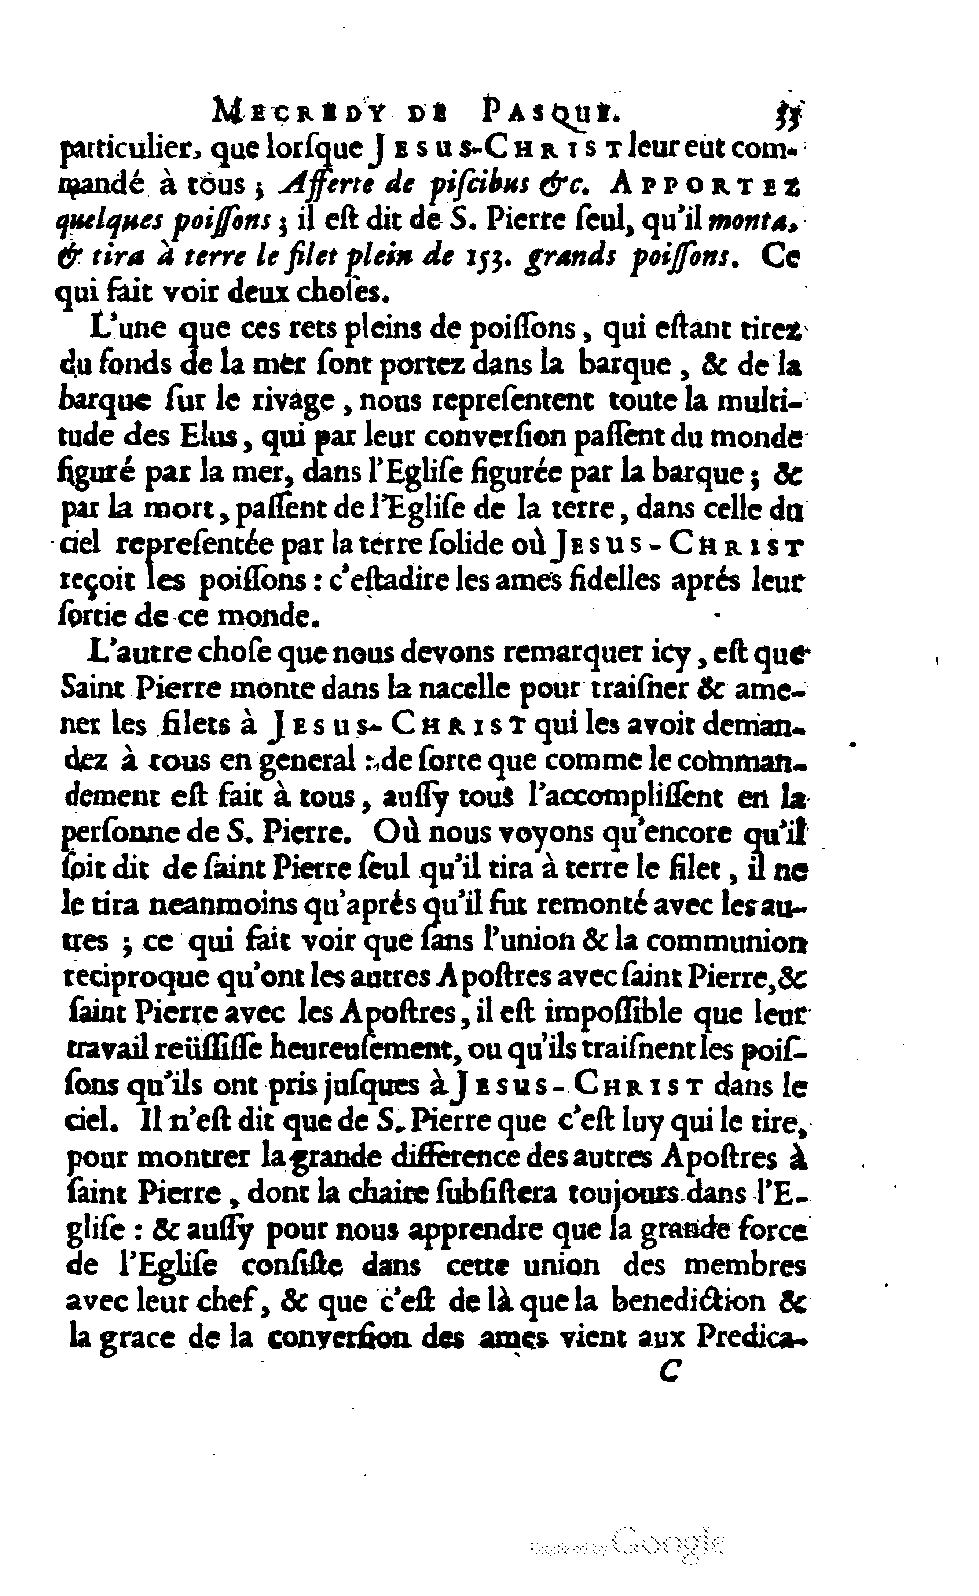 MECREDY DE PASQUE. 33
particulier, que lorſque JESUS-CHRIST leur eut com-
mandé à tous ; Afferte de piſcibus &c. APPORTEZ
quelques poiſſons ; il eſt dit de S. Pierre ſeul, qu'il monta,
& tira à terre le filet plein de 153. grands poiſſons. Ce
qui fait voir deux choſes.
L'une que ces rets pleins de poiſſons, qui eſtant tirez
du fonds de la mer ſont portez dans la barque, & de la
barque ſur le rivage, nous repreſentent toute la multi-
tude des Elus, qui par leur converſion paſſent du monde
figuré par la mer, dans l'Egliſe figurée par la barque ; &
par la mort, paſſent de l'Egliſe de la terre, dans celle du
ciel repreſentée par la terre ſolide où JESUS-CHRIST
reçoit les poiſſons : c'eſtadire les ames fidelles aprés leur
ſortie de ce monde.
L'autre choſe que nous devons remarquer icy, eſt que
Saint Pierre monte dans la nacelle pour traiſner & ame-
ner les filets à JESUS-CHRIST qui les avoit deman-
dez à tous en general : de ſorte que comme le comman-
dement eſt fait à tous, auſſy tous l'accompliſſent en la
perſonne de S. Pierre. Où nous voyons qu'encore qu'il
ſoit dit de ſaint Pierre ſeul qu'il tira à terre le filet, il ne
le tira neanmoins qu'aprés qu'il fut remonté avec les au-
tres ; ce qui fait voir que ſans l'union & la communion
reciproque qu'ont les autres Apoſtres avec ſaint Pierre, &
ſaint Pierre avec les Apoſtres, il eſt impoſſible que leur
travail reüſſiſſe heureuſement, ou qu'ils traiſnent les poiſ-
ſons qu'ils ont pris juſques à JESUS-CHRIST dans le
ciel. Il n'eſt dit que de S. Pierre que c'eſt luy qui le tire,
pour montrer la grande difference des autres Apoſtres à
ſaint Pierre, dont la chaire ſubſiſtera toujours dans l'E-
gliſe : & auſſy pour nous apprendre que la grande force
de l'Egliſe conſiſte dans cette union des membres
avec leur chef, & que c'eſt de là que la benediction &
la grace de la converſion des ames vient aux Predica-
C
Google